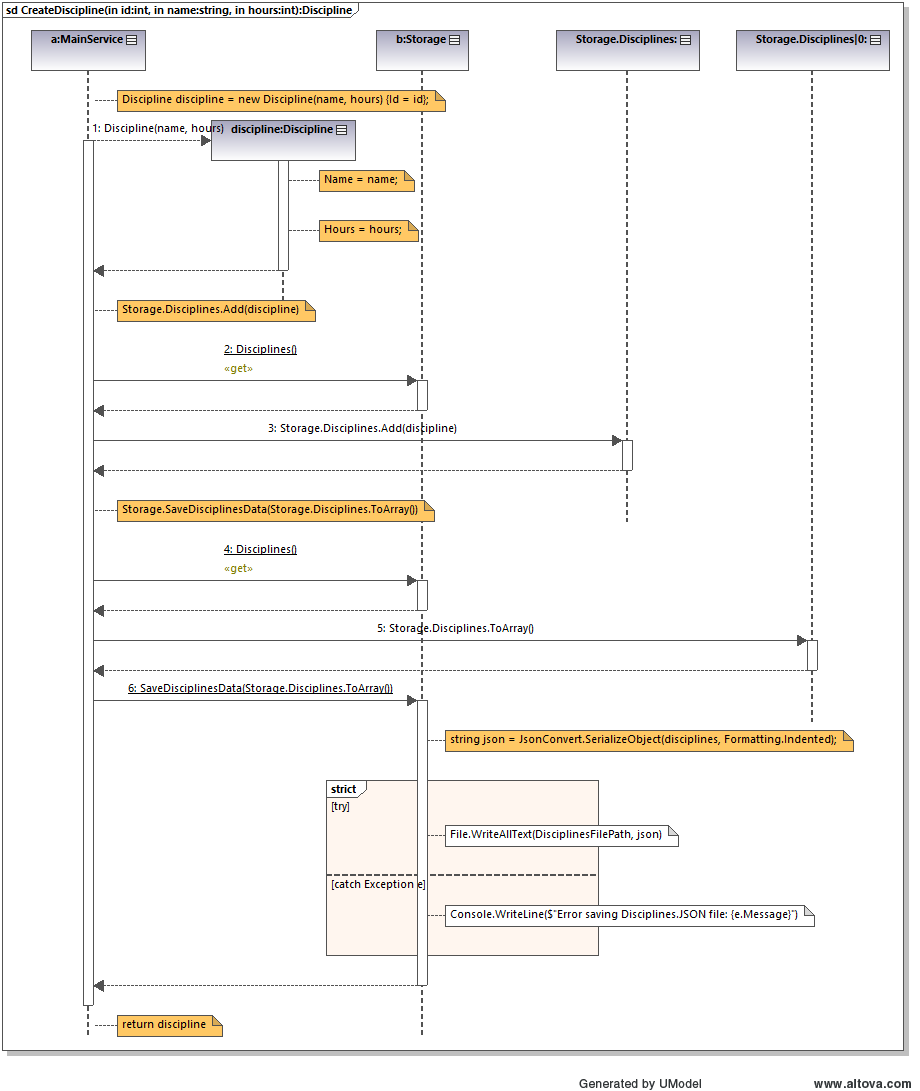 sd CreateDiscipline(in id:int, in name:string, in hours:int):Discipline
a:MainService
b:Storage
Storage.Disciplines:
Storage.Disciplines|0:
Discipline discipline = new Discipline(name, hours) {Id = id};
1: Discipline(name, hours)
discipline:Discipline
Name = name;
Hours = hours;
Storage.Disciplines.Add(discipline)
2: Disciplines()
«get»
3: Storage.Disciplines.Add(discipline)
Storage.SaveDisciplinesData(Storage.Disciplines.ToArray())
4: Disciplines()
«get»
5: Storage.Disciplines.ToArray()
6: SaveDisciplinesData(Storage.Disciplines.ToArray())
string json = JsonConvert.SerializeObject(disciplines, Formatting.Indented);
strict
[try]
File.WriteAllText(DisciplinesFilePath, json)
[catch Exception e]
Console.WriteLine($"Error saving Disciplines.JSON file: {e.Message}")
return discipline
Generated by UModel
www.altova.com